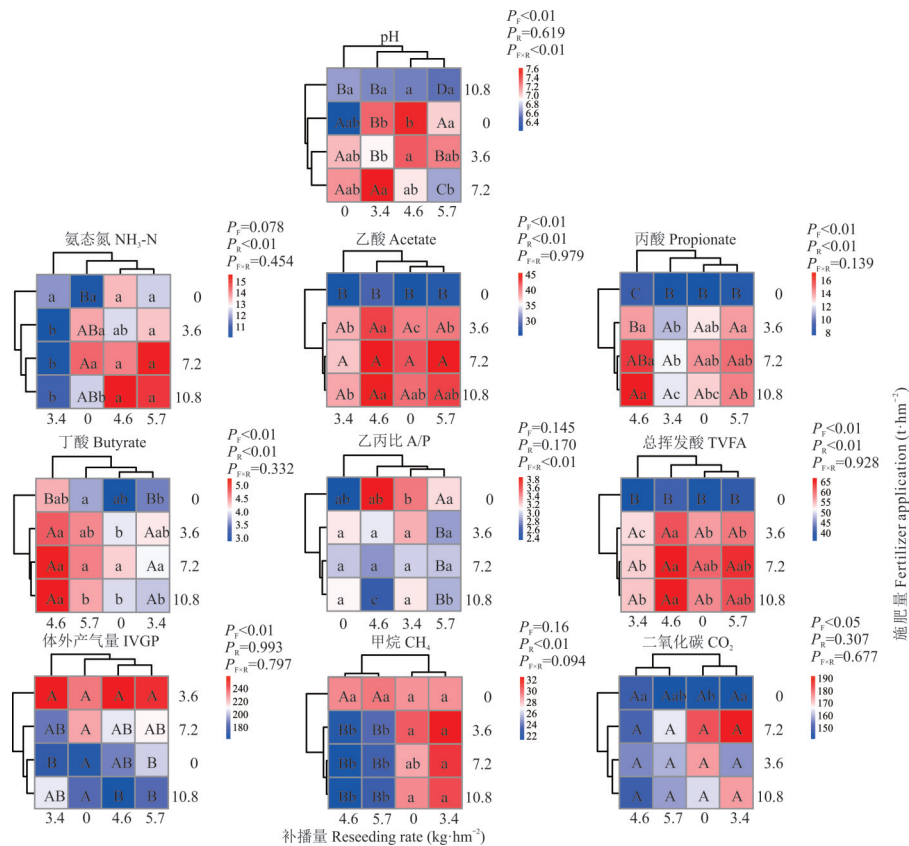 pH
P_F<0.01
P_R=0.619
P_F×R<0.01
Ba Ba a Da 10.8
Aab Bb b Aa 0
Aab Bb a Bab 3.6
Aab Aa ab Cb 7.2
0 3.4 4.6 5.7
7.6
7.2
7.0
6.8
6.6
6.4
氨态氮 NH₃-N
P_F=0.078
P_R<0.01
P_F×R=0.454
a Ba a a 0
b ABa ab a 3.6
b Aa a a 7.2
b ABb a a 10.8
3.4 0 4.6 5.7
15
14
13
12
11
乙酸 Acetate
P_F<0.01
P_R<0.01
P_F×R=0.979
B B B B 0
Ab Aa Ac Ab 3.6
A A A A 7.2
Ab Aa Aab Aab 10.8
3.4 4.6 0 5.7
45
40
35
30
丙酸 Propionate
P_F<0.01
P_R<0.01
P_F×R=0.139
C B B B 0
Ba Ab Aab Aa 3.6
ABa Ab Aab Aab 7.2
Aa Ac Abc Ab 10.8
4.6 3.4 0 5.7
16
14
12
10
8
丁酸 Butyrate
P_F<0.01
P_R<0.01
P_F×R=0.332
Bab a ab Bb 0
Aa ab b Aab 3.6
Aa a a Aa 7.2
Aa b b Ab 10.8
4.6 5.7 0 3.4
5.0
4.5
4.0
3.5
3.0
乙丙比 A/P
P_F=0.145
P_R=0.170
P_F×R<0.01
ab ab b Aa 0
a a a Ba 3.6
a a a Ba 7.2
a c a Bb 10.8
0 4.6 3.4 5.7
3.8
3.6
3.4
3.2
3.0
2.8
2.6
2.4
总挥发酸 TVFA
P_F<0.01
P_R<0.01
P_F×R=0.928
B B B B 0
Ac Aa Ab Ab 3.6
Ab Aa Aab Aab 7.2
Ab Aa Ab Aab 10.8
3.4 4.6 0 5.7
65
60
55
50
45
40
体外产气量 IVGP
P_F<0.01
P_R=0.993
P_F×R=0.797
A A A A 3.6
AB A AB AB 7.2
B A AB B 0
AB A B B 10.8
3.4 0 4.6 5.7
240
220
200
180
甲烷 CH₄
P_F=0.16
P_R<0.01
P_F×R=0.094
Aa Aa a a 0
Bb Bb a a 3.6
Bb Bb ab a 7.2
Bb Bb a a 10.8
4.6 5.7 0 3.4
32
30
28
26
24
22
二氧化碳 CO₂
P_F<0.05
P_R=0.307
P_F×R=0.677
Aa Aab Ab Aa 0
A A A A 7.2
A A A A 3.6
A A A A 10.8
4.6 5.7 0 3.4
190
180
170
160
150
补播量 Reseeding rate (kg·hm⁻²)
施肥量 Fertilizer application (t·hm⁻²)